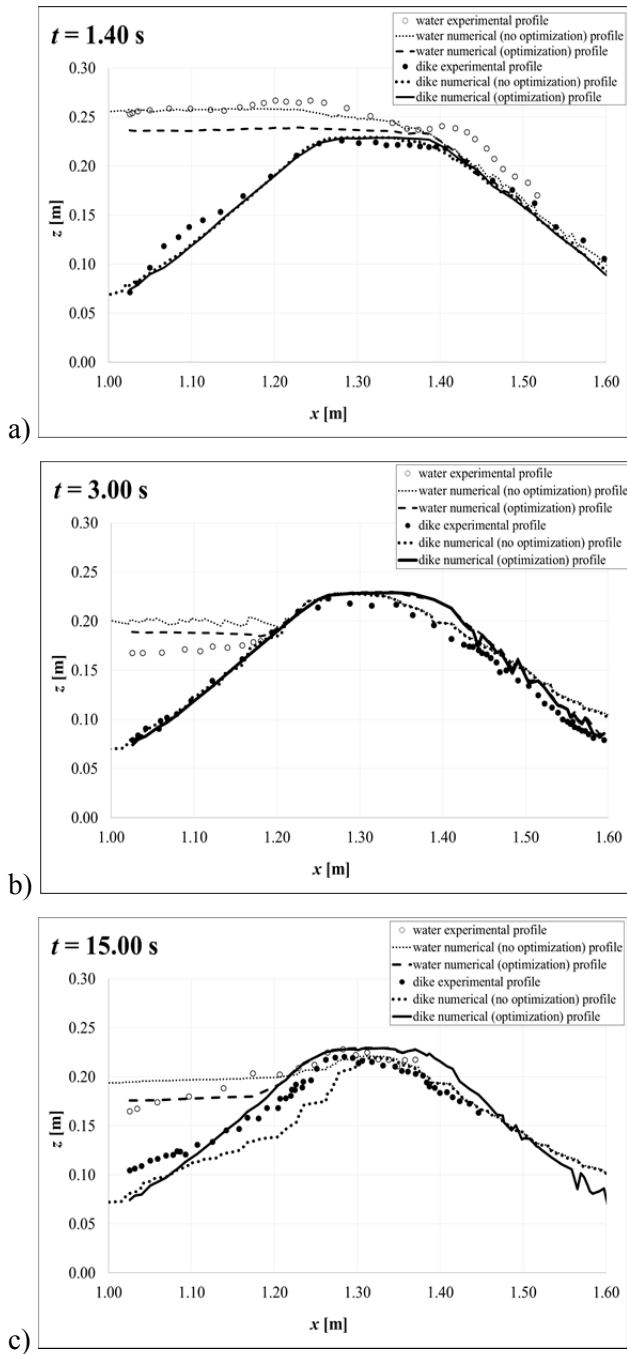 t = 1.40 s
water experimental profile
water numerical (no optimization) profile
water numerical (optimization) profile
dike experimental profile
dike numerical (no optimization) profile
dike numerical (optimization) profile
0.30
0.25
0.20
0.15
0.10
0.05
0.00
z [m]
1.00 1.10 1.20 1.30 1.40 1.50 1.60
x [m]
a)
t = 3.00 s
water experimental profile
water numerical (no optimization) profile
water numerical (optimization) profile
dike experimental profile
dike numerical (no optimization) profile
dike numerical (optimization) profile
0.30
0.25
0.20
0.15
0.10
0.05
0.00
z [m]
1.00 1.10 1.20 1.30 1.40 1.50 1.60
x [m]
b)
t = 15.00 s
water experimental profile
water numerical (no optimization) profile
water numerical (optimization) profile
dike experimental profile
dike numerical (no optimization) profile
dike numerical (optimization) profile
0.30
0.25
0.20
0.15
0.10
0.05
0.00
z [m]
1.00 1.10 1.20 1.30 1.40 1.50 1.60
x [m]
c)